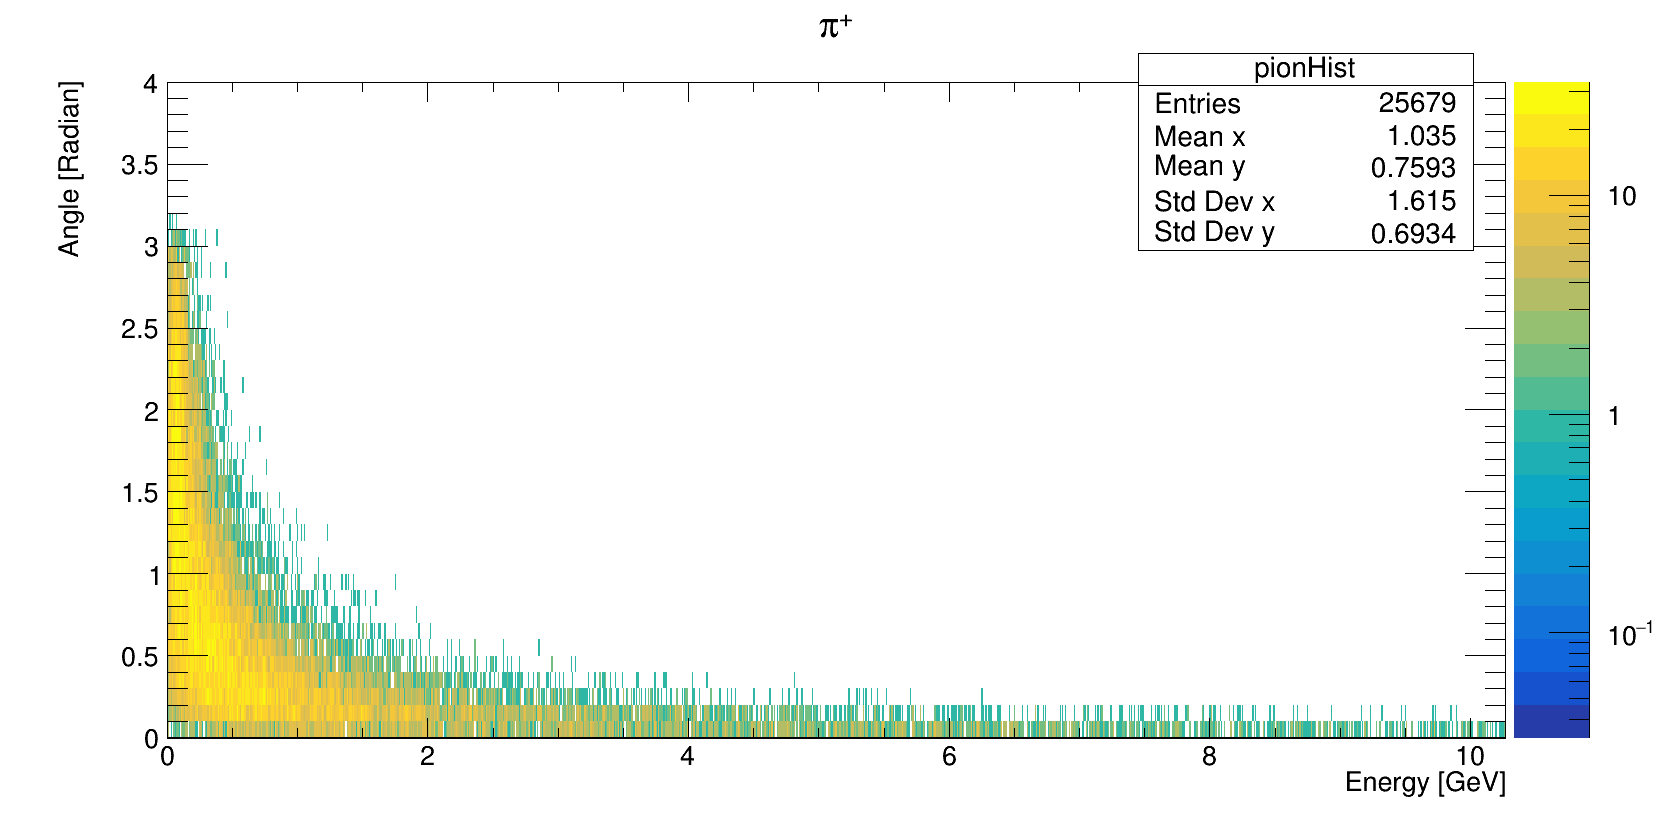 π⁺
pionHist
Entries 25679
Mean x 1.035
Mean y 0.7593
Std Dev x 1.615
Std Dev y 0.6934
Angle [Radian]
4
3.5
3
2.5
2
1.5
1
0.5
0
0 2 4 6 8 10
Energy [GeV]
10
1
10⁻¹